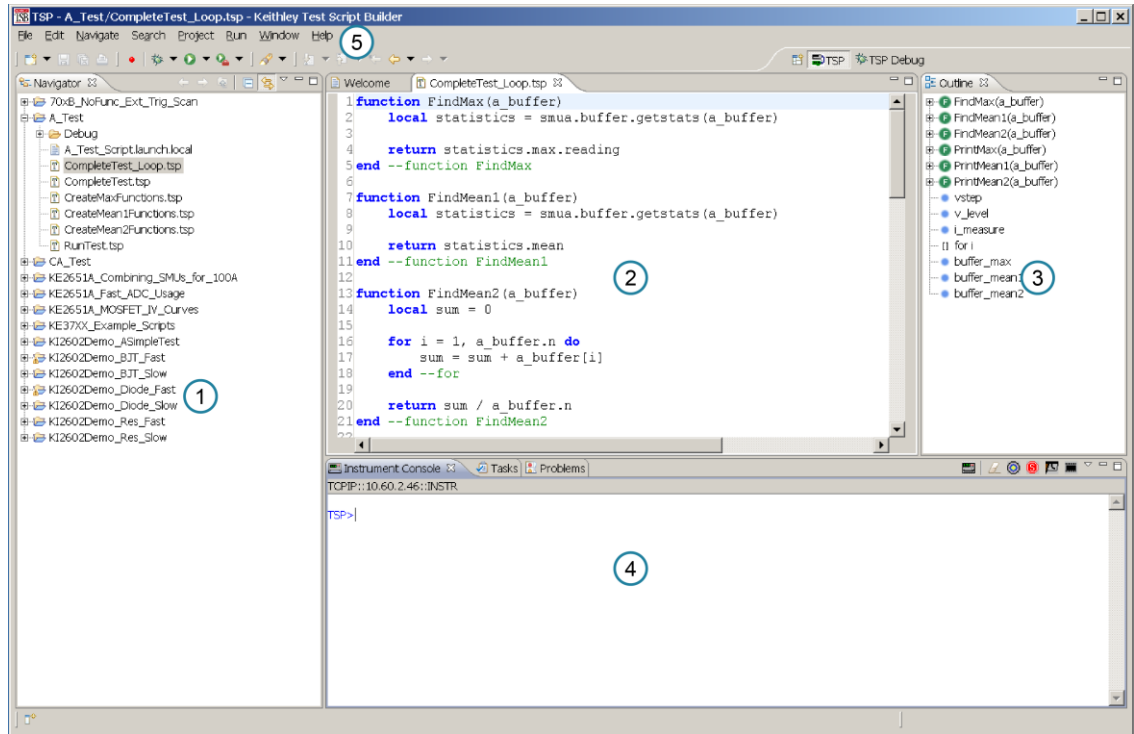 TSP - A_Test/CompleteTest_Loop.tsp - Keithley Test Script Builder
File Edit Navigate Search Project Run Window Help
5
TSP TSP Debug
Navigator
70xB_NoFunc_Ext_Trig_Scan
A_Test
Debug
A_Test_Script.launch.local
CompleteTest_Loop.tsp
CompleteTest.tsp
CreateMaxFunctions.tsp
CreateMean1Functions.tsp
CreateMean2Functions.tsp
RunTest.tsp
CA_Test
KE2651A_Combining_SMUs_for_100A
KE2651A_Fast_ADC_Usage
KE2651A_MOSFET_IV_Curves
KE37XX_Example_Scripts
KI2602Demo_ASimpleTest
KI2602Demo_BJT_Fast
KI2602Demo_BJT_Slow
KI2602Demo_Diode_Fast
KI2602Demo_Diode_Slow
KI2602Demo_Res_Fast
KI2602Demo_Res_Slow
1
Welcome CompleteTest_Loop.tsp
1 function FindMax(a_buffer)
2 local statistics = smua.buffer.getstats(a_buffer)
3
4 return statistics.max.reading
5 end --function FindMax
6
7 function FindMean1(a_buffer)
8 local statistics = smua.buffer.getstats(a_buffer)
9
10 return statistics.mean
11 end --function FindMean1
12
13 function FindMean2(a_buffer)
14 local sum = 0
15
16 for i = 1, a_buffer.n do
17 sum = sum + a_buffer[i]
18 end --for
19
20 return sum / a_buffer.n
21 end --function FindMean2
22
2
Outline
FindMax(a_buffer)
FindMean1(a_buffer)
FindMean2(a_buffer)
PrintMax(a_buffer)
PrintMean1(a_buffer)
PrintMean2(a_buffer)
vstep
v_level
i_measure
for i
buffer_max
buffer_mean1
buffer_mean2
3
Instrument Console Tasks Problems
TCPIP::10.60.2.46::INSTR
TSP>
4